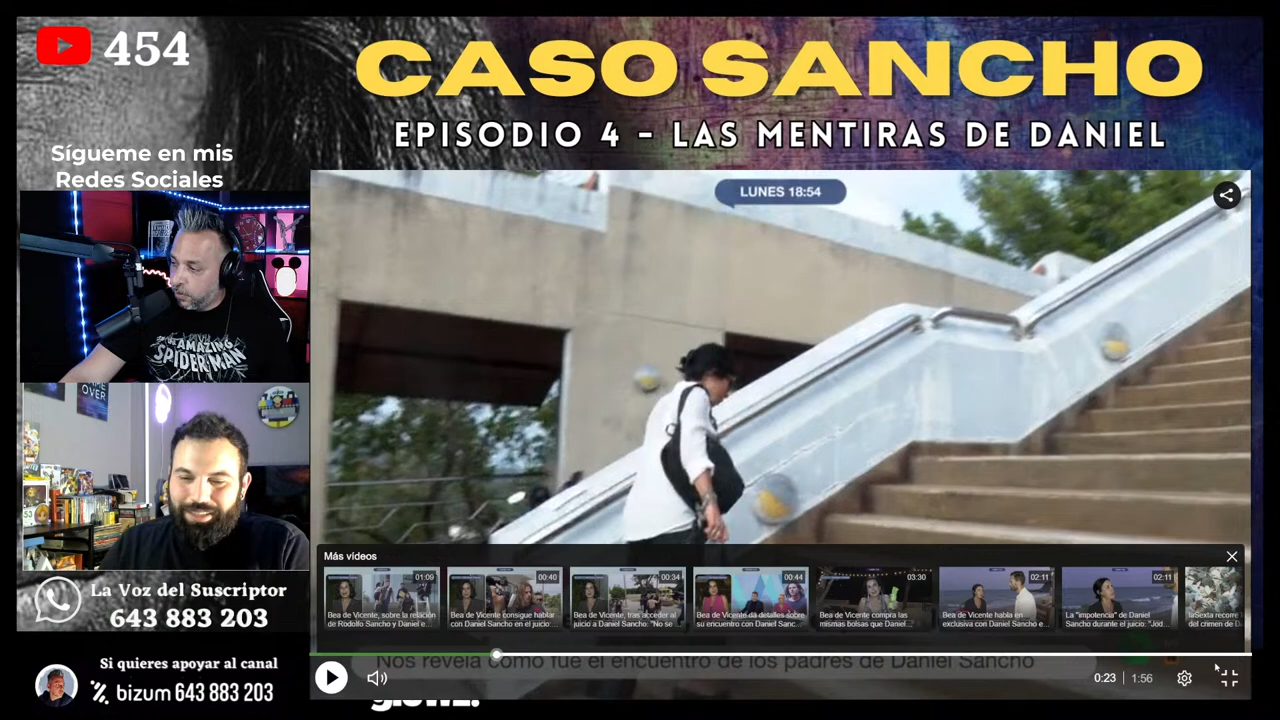 454
CASO SANCHO
EPISODIO 4 - LAS MENTIRAS DE DANIEL
Sígueme en mis
Redes Sociales
LUNES 18:54
THE AMAZING
SPIDER-MAN
OVER
La Voz del Suscriptor
643 883 203
Si quieres apoyar al canal
bizum 643 883 203
Más vídeos
01:09
00:40
00:34
00:44
03:30
02:11
02:11
Bea de Vicente, sobre la relación
de Rodolfo Sancho y Daniel e...
Bea de Vicente consigue hablar
con Daniel Sancho en el juicio...
Bea de Vicente, tras acceder al
juicio a Daniel Sancho: "No se
Bea de Vicente da detalles sobre
su encuentro con Daniel Sanc...
Bea de Vicente compra las
mismas bolsas que Daniel...
Bea de Vicente habla en
exclusiva con Daniel Sancho e...
La "impotencia" de Daniel
Sancho durante el juicio: "Jód...
laSexta recorre
del crimen de Da
Nos revela cómo fue el encuentro de los padres de Daniel Sancho
0:23 | 1:56